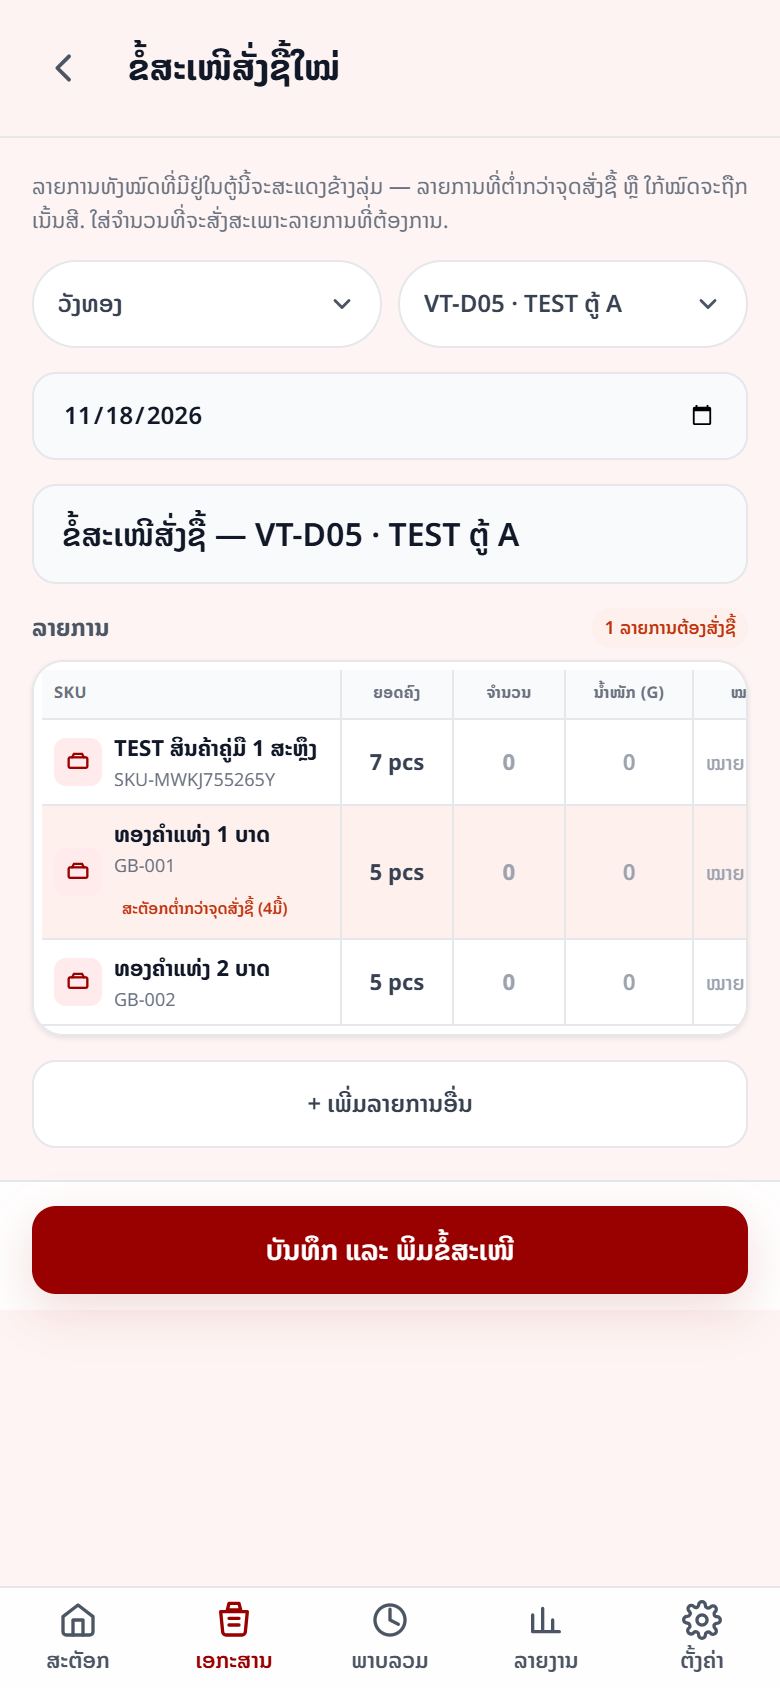 ຂໍ້ສະເໜີສັ່ງຊື້ໃໝ່
ລາຍການທັງໝົດທີ່ມີຢູ່ໃນຕູ້ນີ້ຈະສະແດງຂ້າງລຸ່ມ — ລາຍການທີ່ຕ່ຳກວ່າຈຸດສັ່ງຊື້ ຫຼື ໃກ້ໝົດຈະຖືກ
ເນັ້ນສີ. ໃສ່ຈຳນວນທີ່ຈະສັ່ງສະເພາະລາຍການທີ່ຕ້ອງການ.
ວັງທອງ
VT-D05 · TEST ຕູ້ A
11/18/2026
ຂໍ້ສະເໜີສັ່ງຊື້ — VT-D05 · TEST ຕູ້ A
ລາຍການ
1 ລາຍການຕ້ອງສັ່ງຊື້
SKU ຍອດຄົງ ຈຳນວນ ນ້ຳໜັກ (G) ໝ
TEST ສິນຄ້າຄູ່ມື 1 ສະຫຼຶງ
SKU-MWKJ755265Y
7 pcs 0 0 ໝາຍ
ທອງຄຳແທ່ງ 1 ບາດ
GB-001
ສະຕັອກຕ່ຳກວ່າຈຸດສັ່ງຊື້ (4ມື້)
5 pcs 0 0 ໝາຍ
ທອງຄຳແທ່ງ 2 ບາດ
GB-002
5 pcs 0 0 ໝາຍ
+ ເພີ່ມລາຍການອື່ນ
ບັນທຶກ ແລະ ພິມຂໍ້ສະເໜີ
ສະຕັອກ
ເອກະສານ
ພາບລວມ
ລາຍງານ
ຕັ້ງຄ່າ